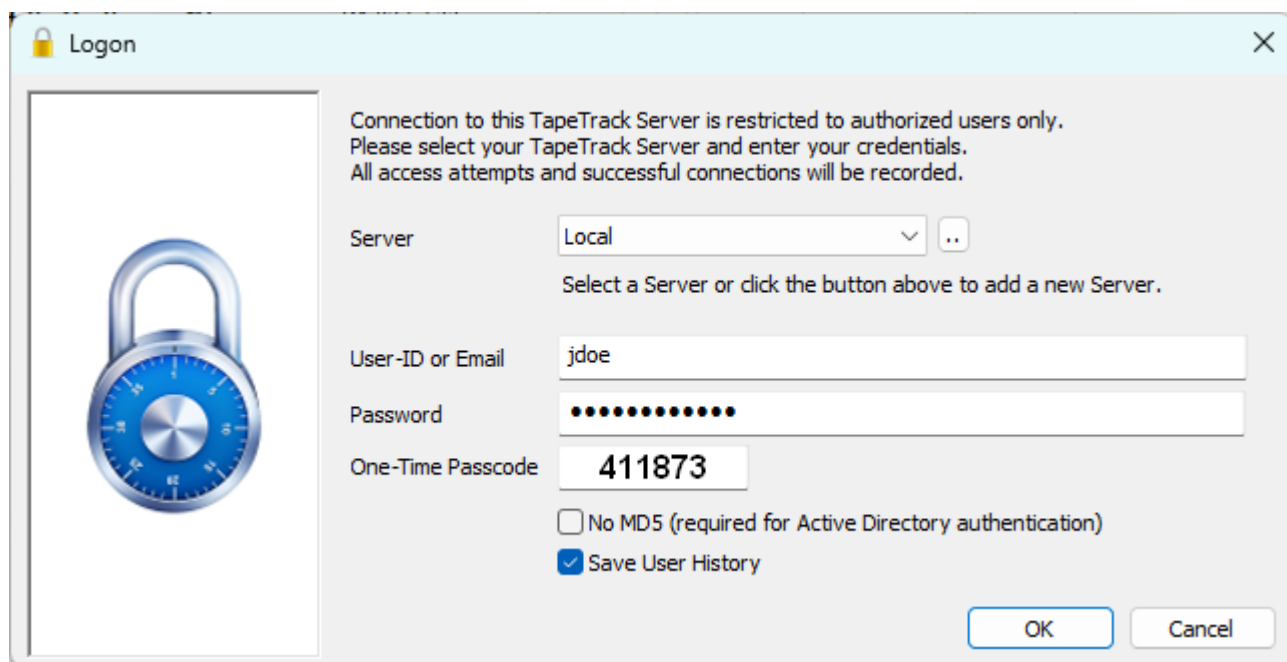 Logon
Connection to this TapeTrack Server is restricted to authorized users only.
Please select your TapeTrack Server and enter your credentials.
All access attempts and successful connections will be recorded.
Server
Local
..
Select a Server or click the button above to add a new Server.
User-ID or Email
jdoe
Password
••••••••••••
One-Time Passcode
411873
No MD5 (required for Active Directory authentication)
Save User History
OK
Cancel